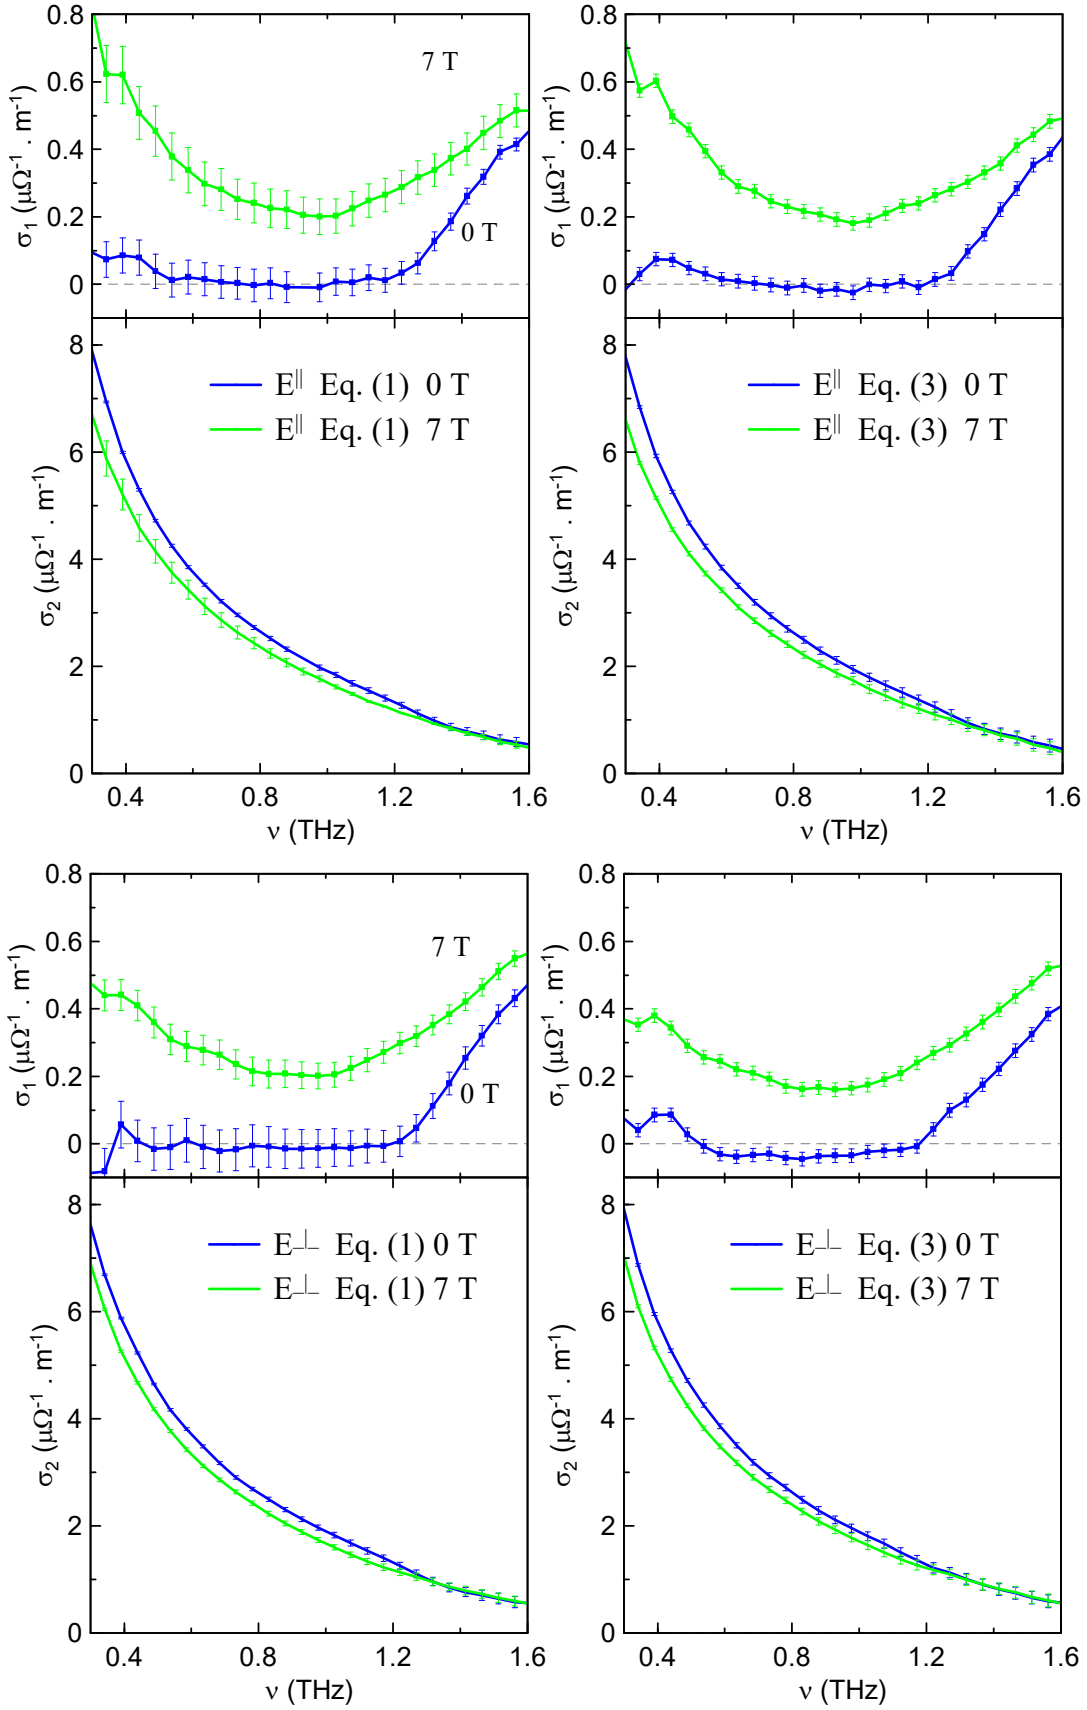 0.8
0.6
0.4
0.2
0
σ1 (μΩ-1 . m-1)
7 T
0 T
8
6
4
2
0
σ2 (μΩ-1 . m-1)
E|| Eq. (1) 0 T
E|| Eq. (1) 7 T
0.4 0.8 1.2 1.6
ν (THz)
0.8
0.6
0.4
0.2
0
σ1 (μΩ-1 . m-1)
8
6
4
2
0
σ2 (μΩ-1 . m-1)
E|| Eq. (3) 0 T
E|| Eq. (3) 7 T
0.4 0.8 1.2 1.6
ν (THz)
0.8
0.6
0.4
0.2
0
σ1 (μΩ-1 . m-1)
7 T
0 T
8
6
4
2
0
σ2 (μΩ-1 . m-1)
E–|– Eq. (1) 0 T
E–|– Eq. (1) 7 T
0.4 0.8 1.2 1.6
ν (THz)
0.8
0.6
0.4
0.2
0
σ1 (μΩ-1 . m-1)
8
6
4
2
0
σ2 (μΩ-1 . m-1)
E–|– Eq. (3) 0 T
E–|– Eq. (3) 7 T
0.4 0.8 1.2 1.6
ν (THz)